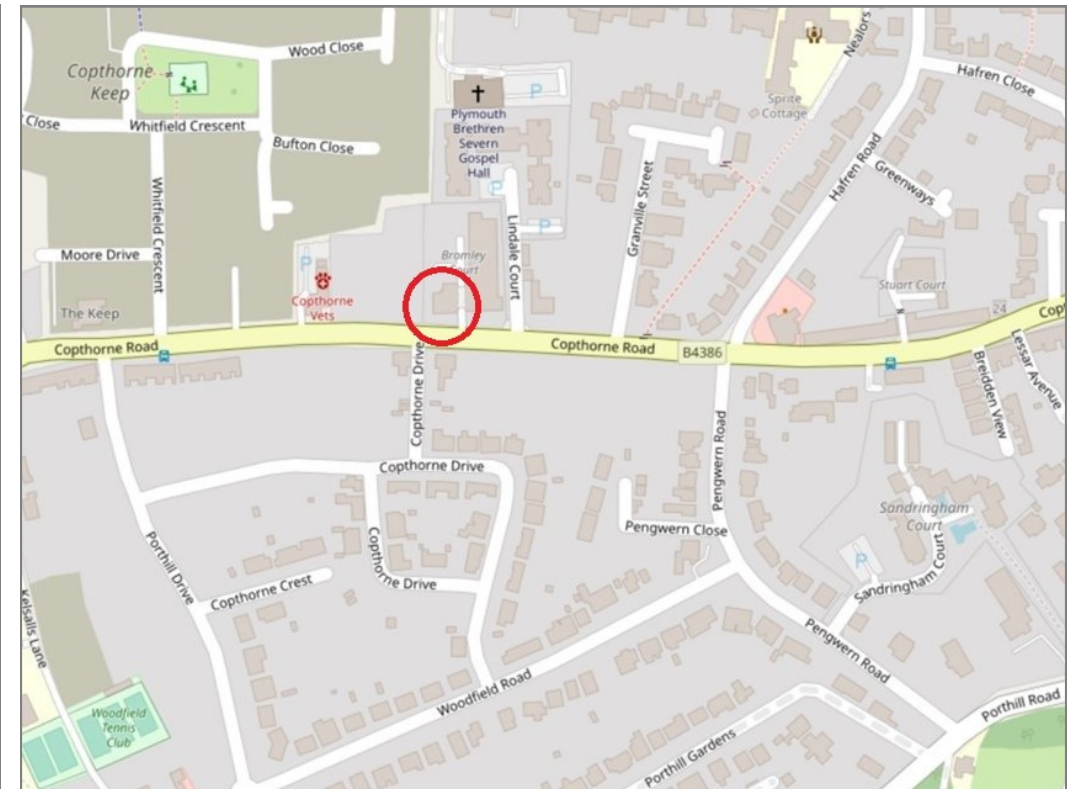 Wood Close
Nealors
Hafren Close
Copthorne
Keep
Close
Whitfield Crescent
Bufton Close
Plymouth
Brethren
Severn
Gospel
Hall
P
Sprite
Cottage
Hafren Road
Greenways
Whitfield Crescent
Granville Street
Lindale Court
P
P
Moore Drive
P
Bromley
Court
Stuart Court
Copthorne
Vets
The Keep
24
Copthorne Road
Copthorne Road
B4386
Cop
Copthorne Drive
Breidden View
Lessar Avenue
Copthorne Drive
Pengwern Road
Pengwern Close
Sandringham
Court
P
Sandringham Court
Porthill Drive
Copthorne Crest
Copthorne Drive
Kelsalls Lane
Woodfield Road
Pengwern Road
Woodfield
Tennis
Club
Porthill Road
Porthill Gardens